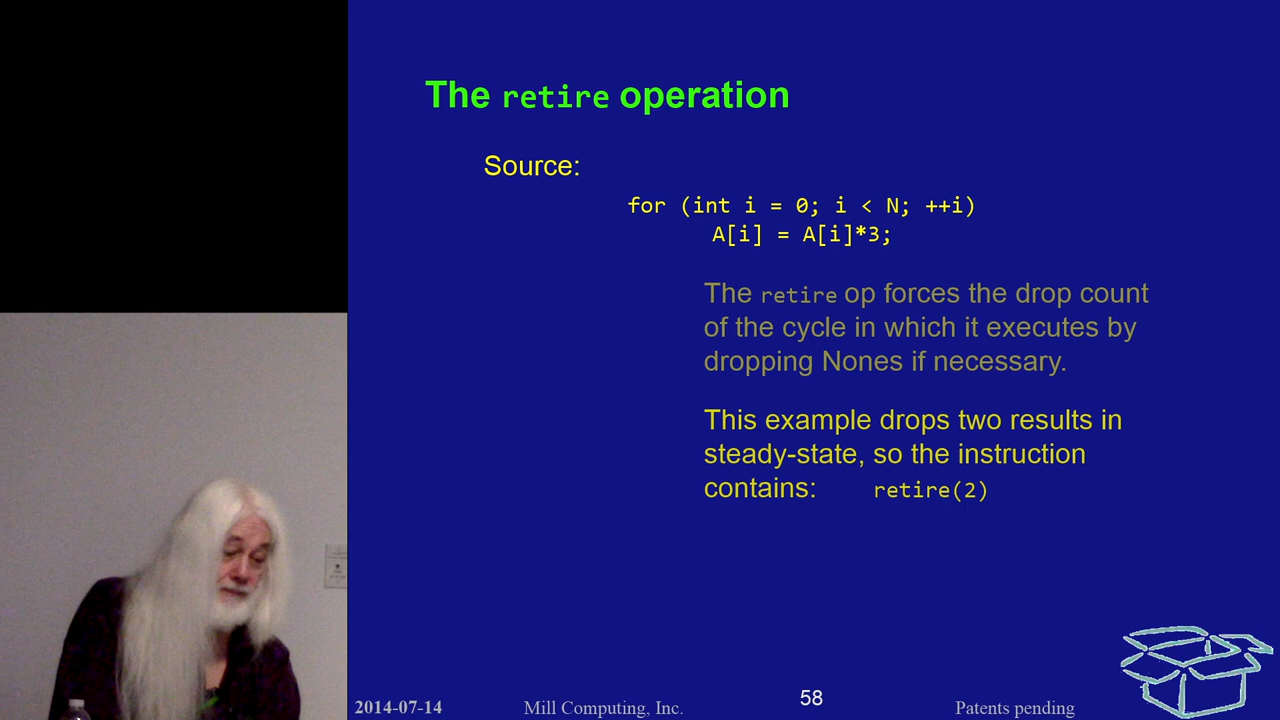 The retire operation
Source:
for (int i = 0; i < N; ++i)
A[i] = A[i]*3;
The retire op forces the drop count
of the cycle in which it executes by
dropping Nones if necessary.
This example drops two results in
steady-state, so the instruction
contains: retire(2)
2014-07-14 Mill Computing, Inc. 58 Patents pending